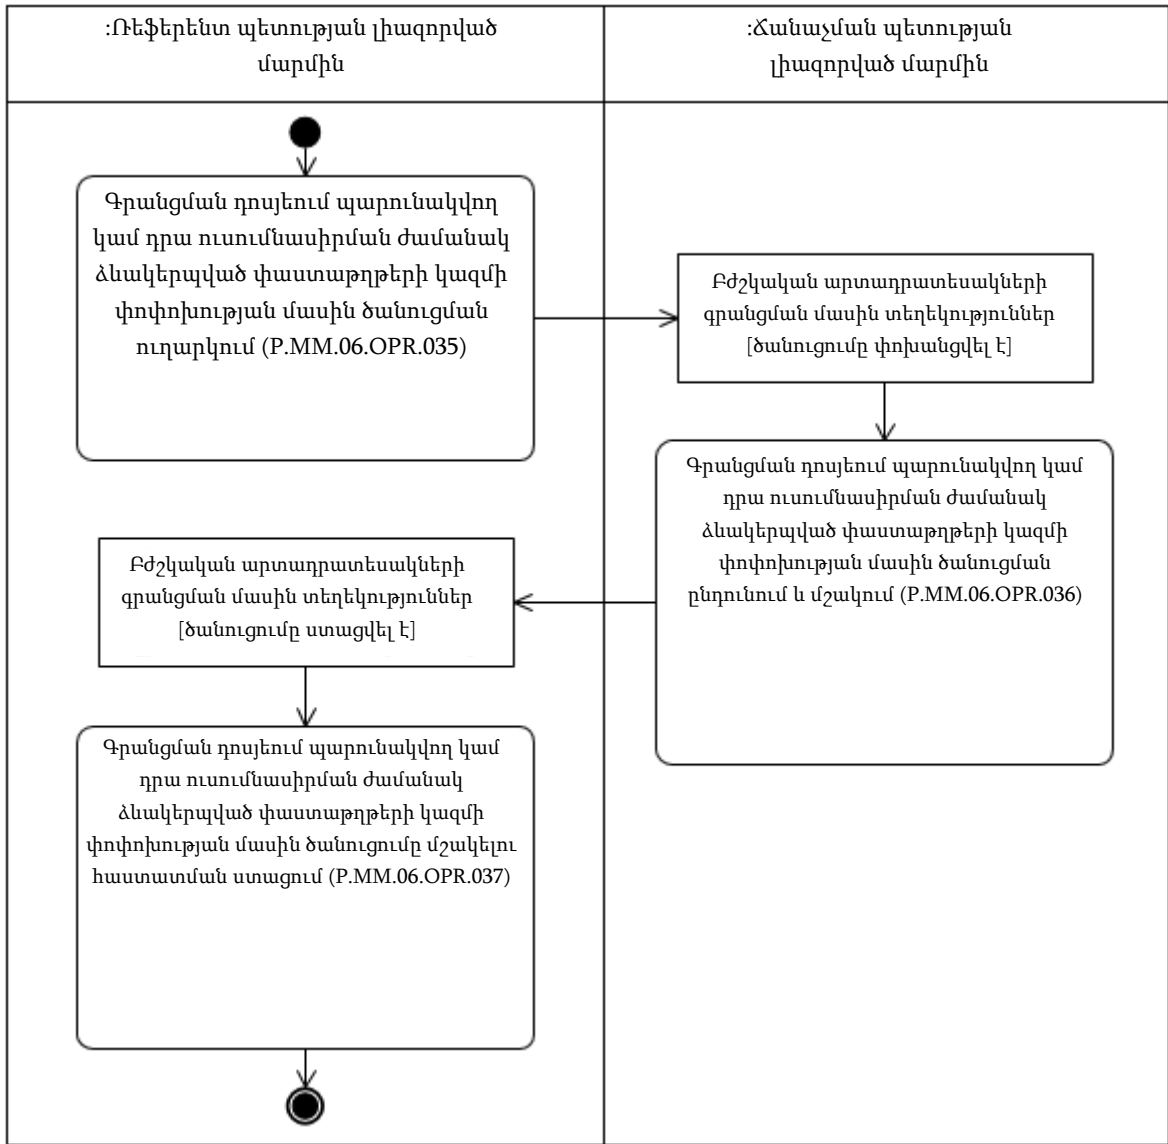 :Ռեֆերենտ պետության լիազորված
մարմին
:Ճանաչման պետության
լիազորված մարմին
Գրանցման դոսյեում պարունակվող
կամ դրա ուսումնասիրման ժամանակ
ձևակերպված փաստաթղթերի կազմի
փոփոխության մասին ծանուցման
ուղարկում (P.MM.06.OPR.035)
Բժշկական արտադրատեսակների
գրանցման մասին տեղեկություններ
[ծանուցումը փոխանցվել է]
Գրանցման դոսյեում պարունակվող կամ
դրա ուսումնասիրման ժամանակ
ձևակերպված փաստաթղթերի կազմի
փոփոխության մասին ծանուցման
ընդունում և մշակում (P.MM.06.OPR.036)
Բժշկական արտադրատեսակների
գրանցման մասին տեղեկություններ
[ծանուցումը ստացվել է]
Գրանցման դոսյեում պարունակվող կամ
դրա ուսումնասիրման ժամանակ
ձևակերպված փաստաթղթերի կազմի
փոփոխության մասին ծանուցումը մշակելու
հաստատման ստացում (P.MM.06.OPR.037)